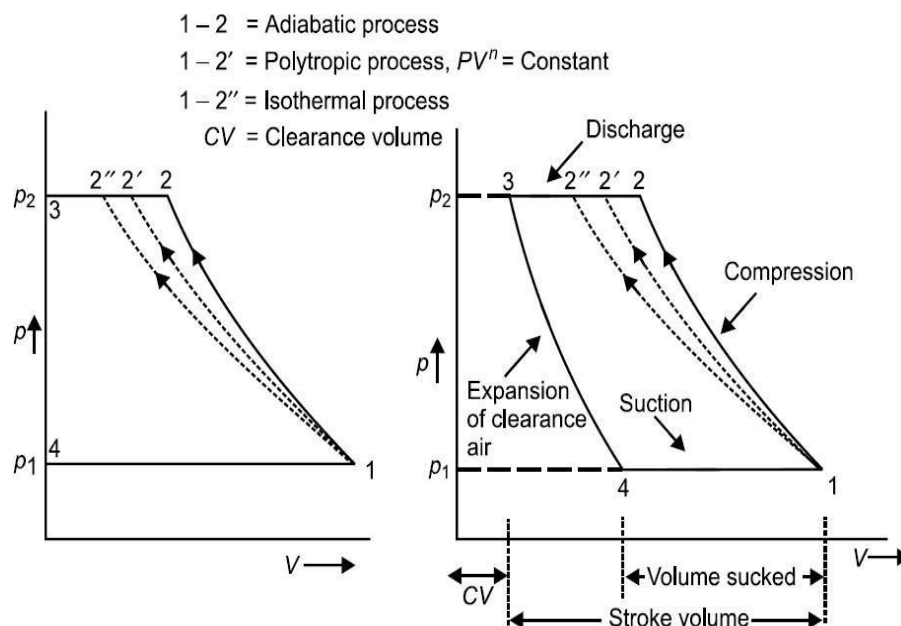 1 – 2 = Adiabatic process
1 – 2′ = Polytropic process, PVⁿ = Constant
1 – 2″ = Isothermal process
CV = Clearance volume
2″ 2′ 2
p2
3
p
4
p1
1
V
Discharge
3 2″ 2′ 2
p2
Compression
p
Expansion
of clearance
air
Suction
p1
4
1
V
CV
Volume sucked
Stroke volume